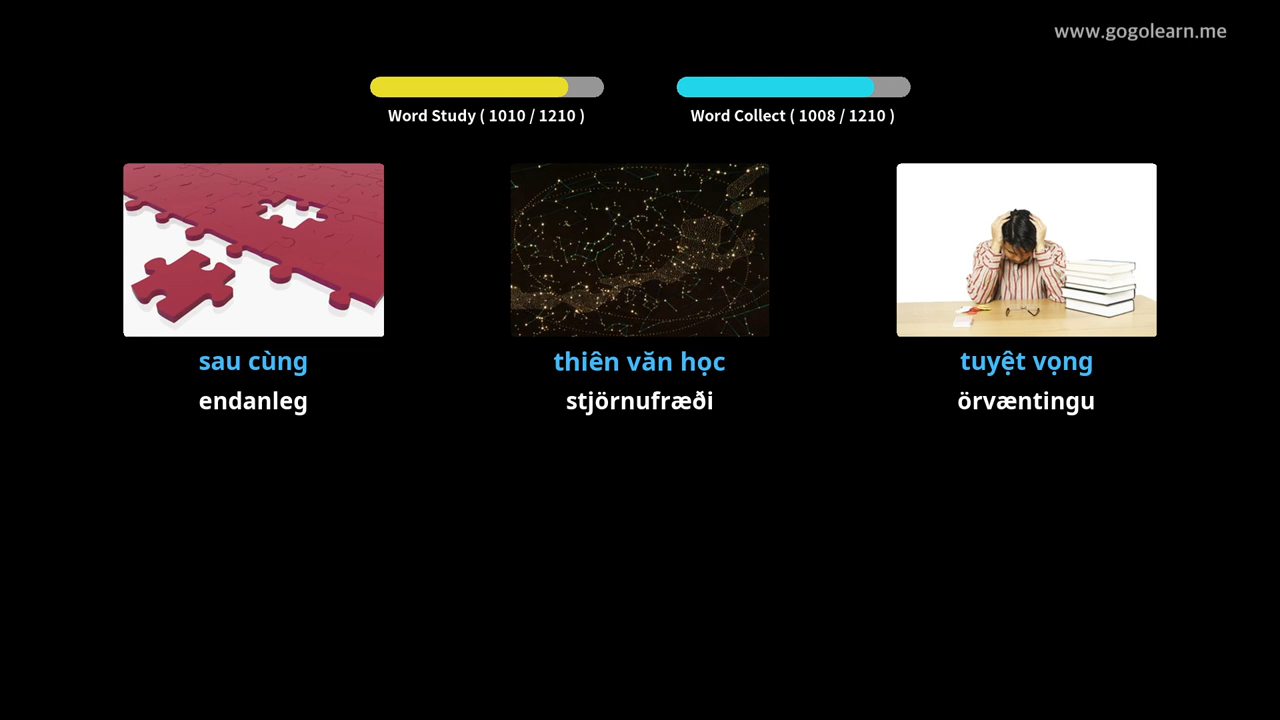 www.gogolearn.me
Word Study ( 1010 / 1210 )
Word Collect ( 1008 / 1210 )
sau cùng
endanleg
thiên văn học
stjörnufræði
tuyệt vọng
örvæntingu